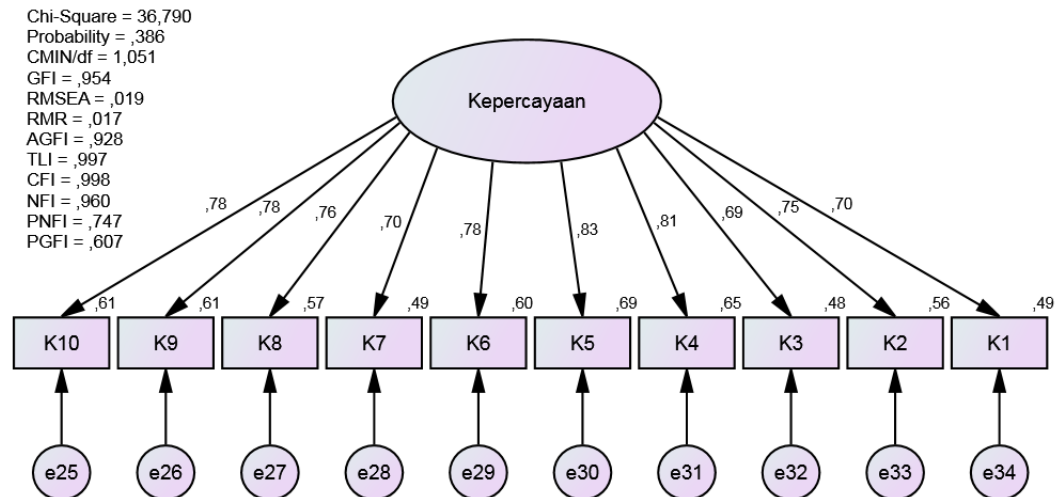 Chi-Square = 36,790
Probability = ,386
CMIN/df = 1,051
GFI = ,954
RMSEA = ,019
RMR = ,017
AGFI = ,928
TLI = ,997
CFI = ,998
NFI = ,960
PNFI = ,747
PGFI = ,607
Kepercayaan
,78 ,78 ,76 ,70 ,78 ,83 ,81 ,69 ,75 ,70
,61 ,61 ,57 ,49 ,60 ,69 ,65 ,48 ,56 ,49
K10 K9 K8 K7 K6 K5 K4 K3 K2 K1
e25 e26 e27 e28 e29 e30 e31 e32 e33 e34